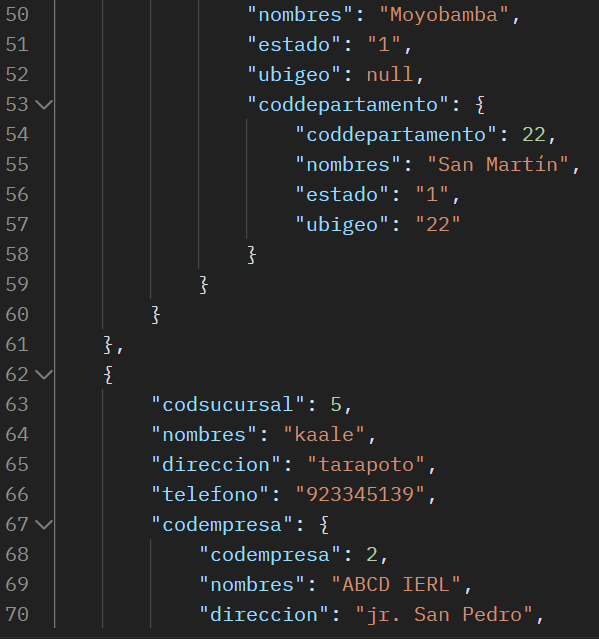 50 "nombres": "Moyobamba",
51 "estado": "1",
52 "ubigeo": null,
53 "coddepartamento": {
54 "coddepartamento": 22,
55 "nombres": "San Martín",
56 "estado": "1",
57 "ubigeo": "22"
58 }
59 }
60 }
61 },
62 {
63 "codsucursal": 5,
64 "nombres": "kaale",
65 "direccion": "tarapoto",
66 "telefono": "923345139",
67 "codempresa": {
68 "codempresa": 2,
69 "nombres": "ABCD IERL",
70 "direccion": "jr. San Pedro",